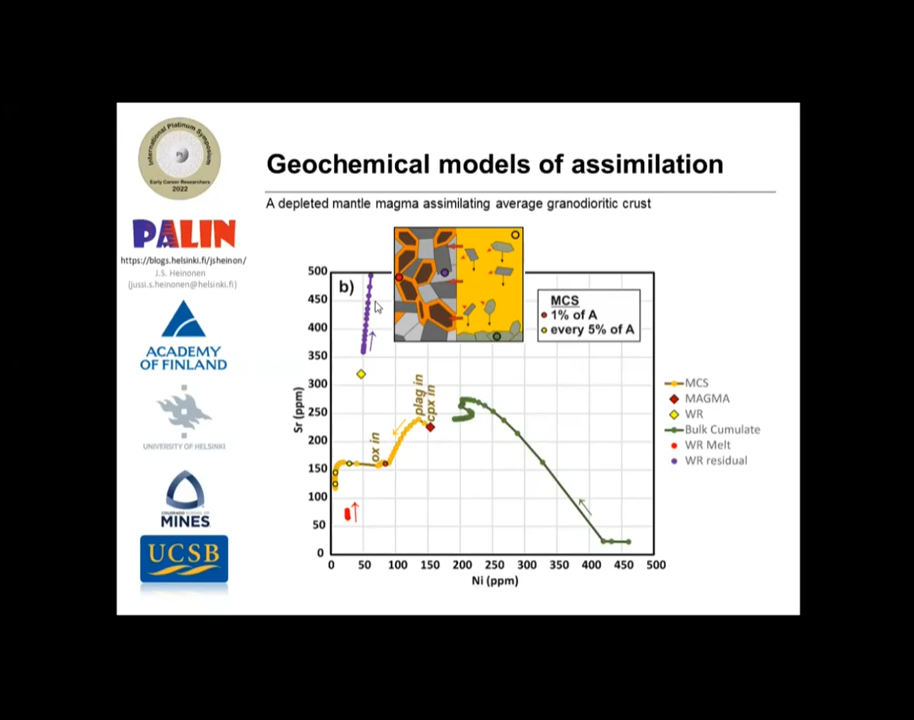 International Platinum Symposium
Early Career Researchers
2022
Geochemical models of assimilation
A depleted mantle magma assimilating average granodioritic crust
PALIN
https://blogs.helsinki.fi/jsheinon/
J.S. Heinonen
(jussi.s.heinonen@helsinki.fi)
ACADEMY
OF FINLAND
UNIVERSITY OF HELSINKI
COLORADO SCHOOL OF
MINES
UCSB
b)
MCS
1% of A
every 5% of A
500
450
400
350
300
250
200
150
100
50
0
Sr (ppm)
plag in
cpx in
ox in
0 50 100 150 200 250 300 350 400 450 500
Ni (ppm)
MCS
MAGMA
WR
Bulk Cumulate
WR Melt
WR residual